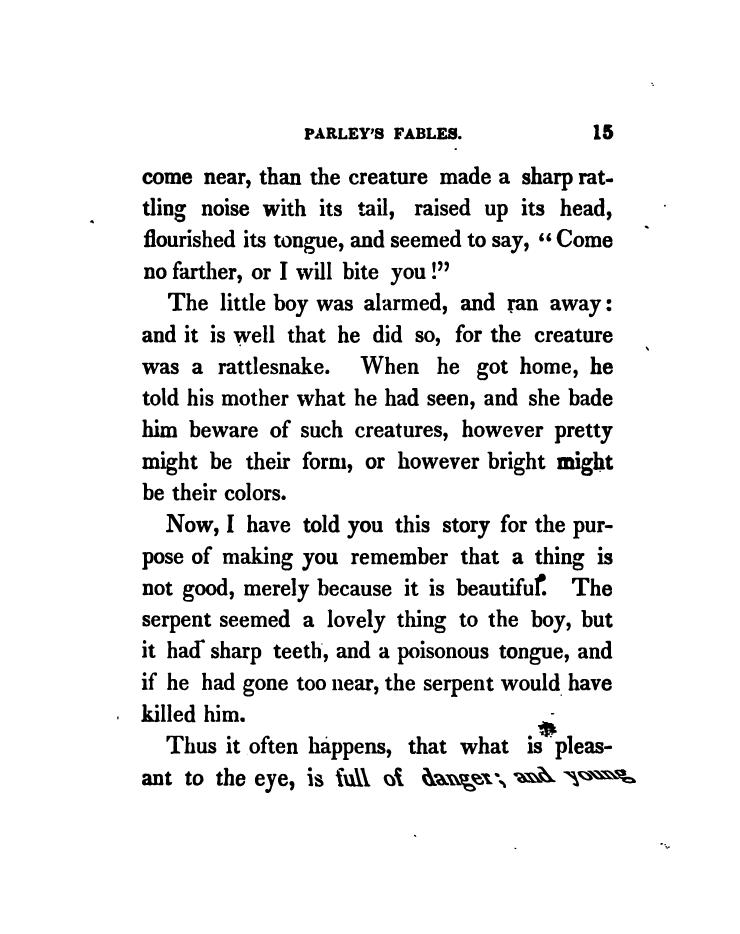 PARLEY'S FABLES. 15
come near, than the creature made a sharp rat-
tling noise with its tail, raised up its head,
flourished its tongue, and seemed to say, “Come
no farther, or I will bite you!”
The little boy was alarmed, and ran away:
and it is well that he did so, for the creature
was a rattlesnake. When he got home, he
told his mother what he had seen, and she bade
him beware of such creatures, however pretty
might be their form, or however bright might
be their colors.
Now, I have told you this story for the pur-
pose of making you remember that a thing is
not good, merely because it is beautiful. The
serpent seemed a lovely thing to the boy, but
it had sharp teeth, and a poisonous tongue, and
if he had gone too near, the serpent would have
killed him.
Thus it often happens, that what is pleas-
ant to the eye, is full of danger; and young